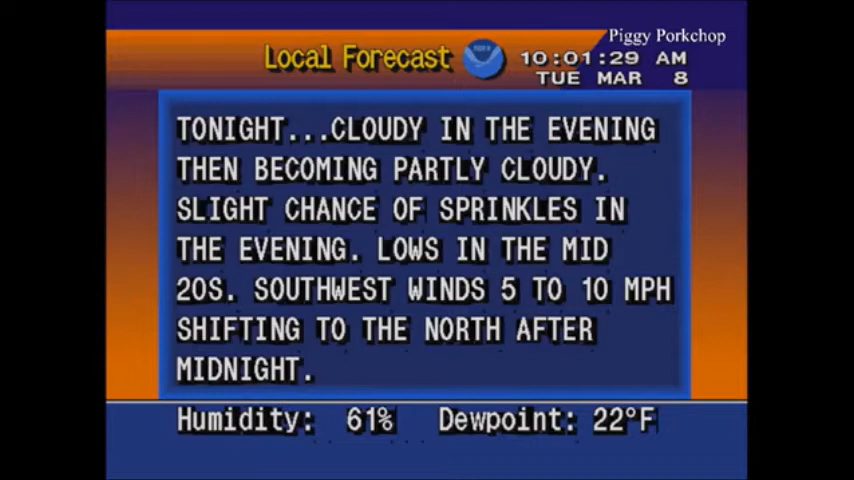 Piggy Porkchop
Local Forecast
10:01:29 AM
TUE MAR 8
TONIGHT...CLOUDY IN THE EVENING
THEN BECOMING PARTLY CLOUDY.
SLIGHT CHANCE OF SPRINKLES IN
THE EVENING. LOWS IN THE MID
20S. SOUTHWEST WINDS 5 TO 10 MPH
SHIFTING TO THE NORTH AFTER
MIDNIGHT.
Humidity: 61% Dewpoint: 22°F